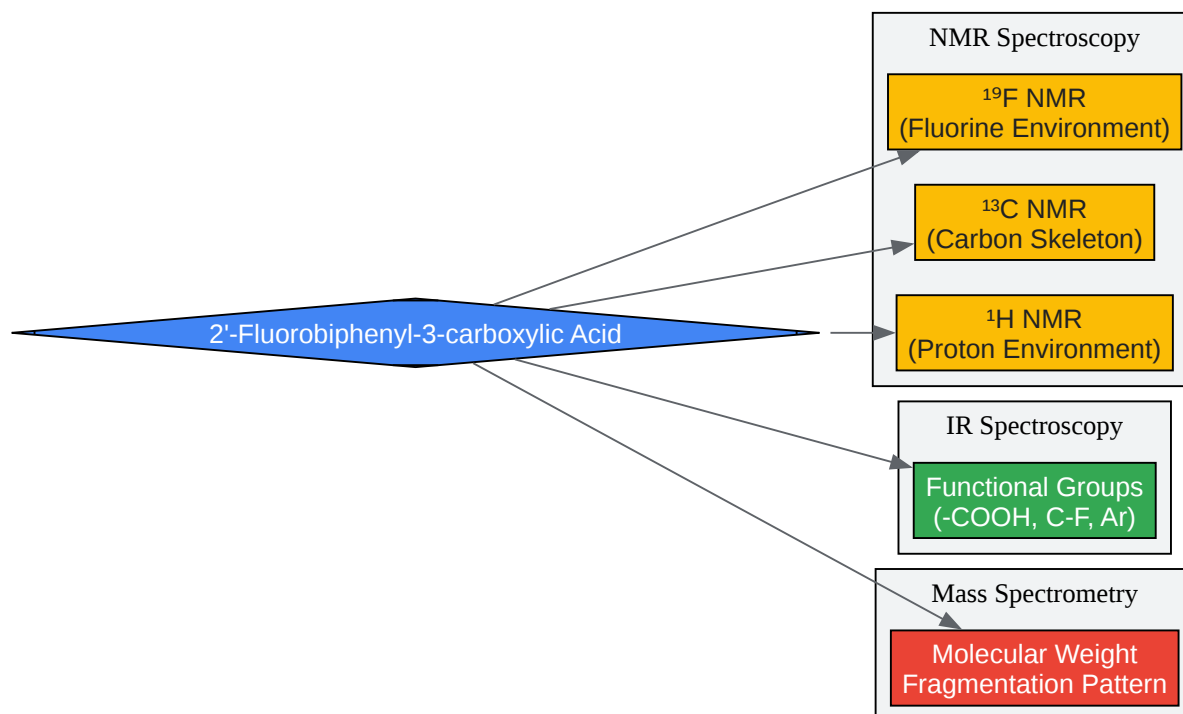 NMR Spectroscopy
¹⁹F NMR
(Fluorine Environment)
¹³C NMR
(Carbon Skeleton)
2'-Fluorobiphenyl-3-carboxylic Acid
¹H NMR
(Proton Environment)
IR Spectroscopy
Functional Groups
(-COOH, C-F, Ar)
Mass Spectrometry
Molecular Weight
Fragmentation Pattern